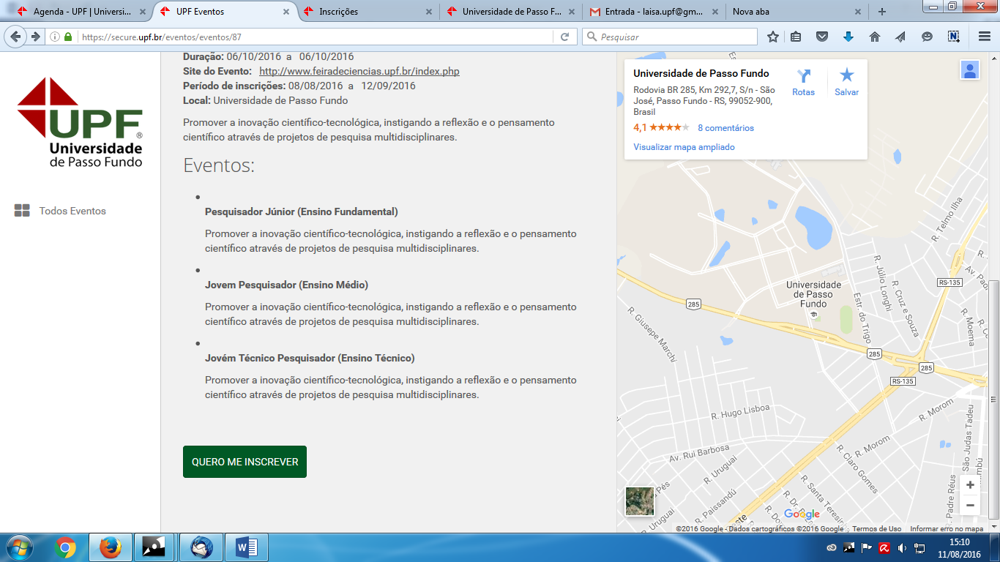 Agenda - UPF | Universi...
UPF Eventos
Inscrições
Universidade de Passo F...
Entrada - laisa.upf@gm...
Nova aba
https://secure.upf.br/eventos/eventos/87
Pesquisar
UPF
Universidade
de Passo Fundo
Todos Eventos
Duração: 06/10/2016 a 06/10/2016
Site do Evento: http://www.feiradeciencias.upf.br/index.php
Período de inscrições: 08/08/2016 a 12/09/2016
Local: Universidade de Passo Fundo
Promover a inovação científico-tecnológica, instigando a reflexão e o pensamento
científico através de projetos de pesquisa multidisciplinares.
Eventos:
Pesquisador Júnior (Ensino Fundamental)
Promover a inovação científico-tecnológica, instigando a reflexão e o pensamento
científico através de projetos de pesquisa multidisciplinares.
Jovem Pesquisador (Ensino Médio)
Promover a inovação científico-tecnológica, instigando a reflexão e o pensamento
científico através de projetos de pesquisa multidisciplinares.
Jovém Técnico Pesquisador (Ensino Técnico)
Promover a inovação científico-tecnológica, instigando a reflexão e o pensamento
científico através de projetos de pesquisa multidisciplinares.
QUERO ME INSCREVER
Universidade de Passo Fundo
Rodovia BR 285, Km 292,7, S/n - São
José, Passo Fundo - RS, 99052-900,
Brasil
4,1 8 comentários
Visualizar mapa ampliado
Rotas
Salvar
R. Telmo Ilha
RS-135
Av. Pre
R. Júlio Longhi
R. Cruz e Souza
R. Moema
Universidade
de Passo
Fundo
Estr. do Trigo
285
R. Giusepe Marchi
285
285
RS-135
R. Hugo Lisboa
R. Morom
R. Morom
Av. Rui Barbosa
R. Uruguai
R. Claro Gomes
São Judas Tadeu
R. Santa Teresinha
R. Padre Réus
R. Paissandú
R. Uruguai
Google
©2016 Google - Dados cartográficos ©2016 Google
Termos de Uso
Informar erro no mapa
15:10
11/08/2016